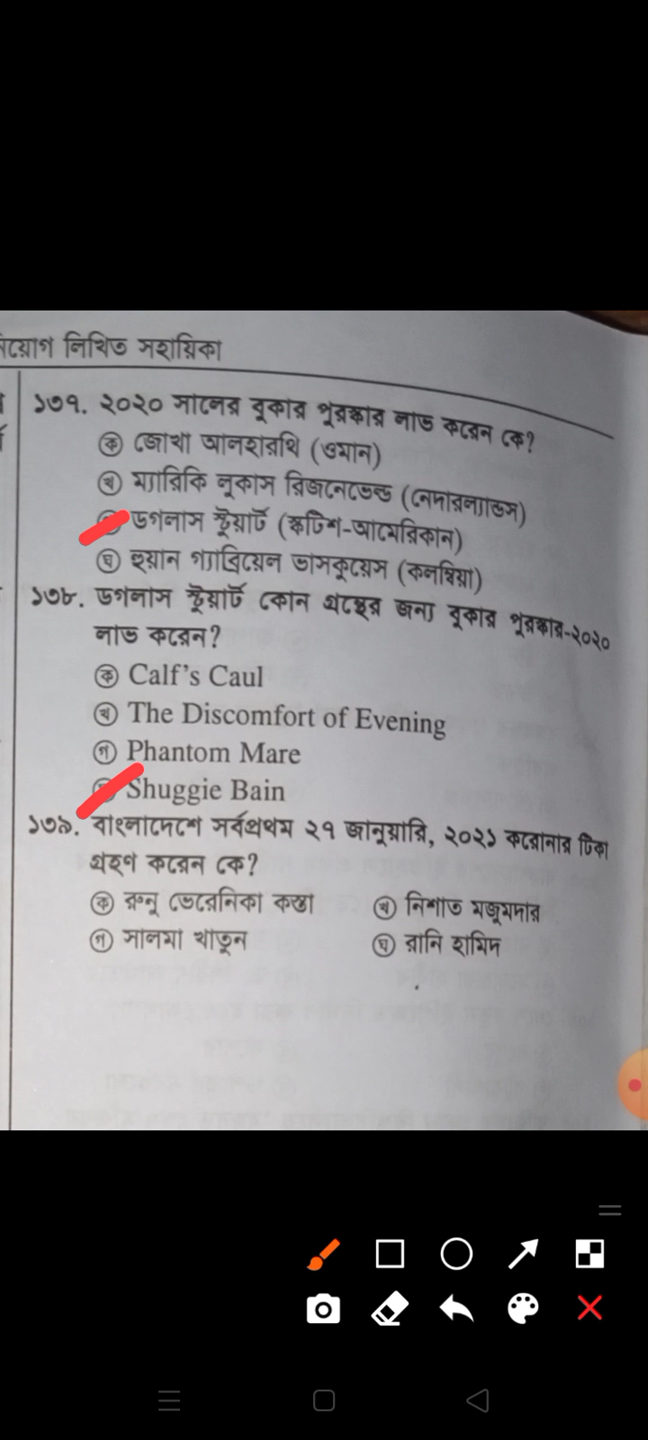 নিয়োগ লিখিত সহায়িকা
১৩৭. ২০২০ সালের বুকার পুরস্কার লাভ করেন কে?
ক জোখা আলহারথি (ওমান)
খ ম্যারিকি লুকাস রিজনেভেল্ড (নেদারল্যান্ডস)
ডগলাস স্টুয়ার্ট (স্কটিশ-আমেরিকান)
ঘ হুয়ান গ্যাব্রিয়েল ভাসকুয়েস (কলম্বিয়া)
১৩৮. ডগলাস স্টুয়ার্ট কোন গ্রন্থের জন্য বুকার পুরস্কার-২০২০
লাভ করেন?
ক Calf's Caul
খ The Discomfort of Evening
গ Phantom Mare
Shuggie Bain
১৩৯. বাংলাদেশে সর্বপ্রথম ২৭ জানুয়ারি, ২০২১ করোনার টিকা
গ্রহণ করেন কে?
ক রুনু ভেরোনিকা কস্তা খ নিশাত মজুমদার
গ সালমা খাতুন ঘ রানি হামিদ